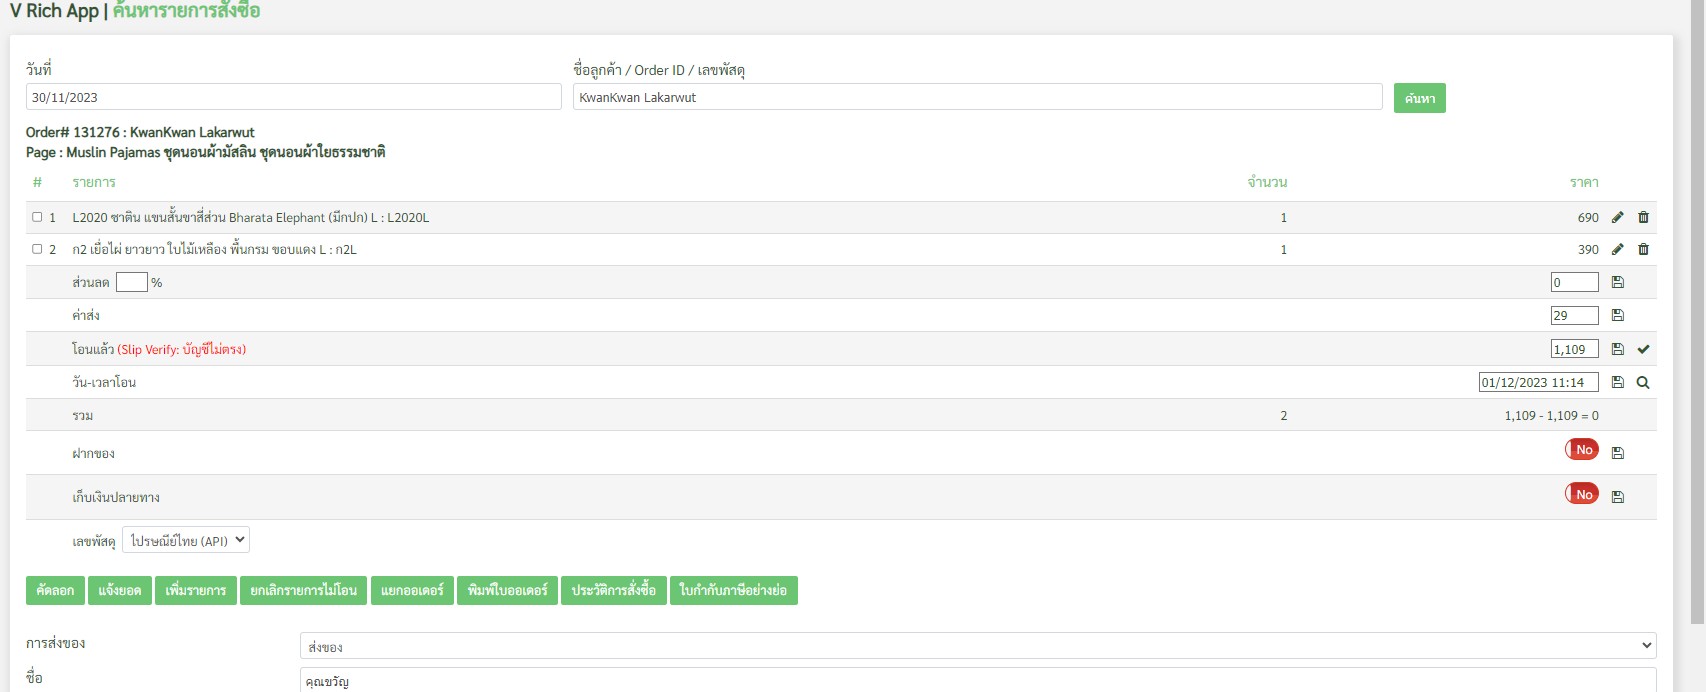 V Rich App | ค้นหารายการสั่งซื้อ
วันที่
ชื่อลูกค้า / Order ID / เลขพัสดุ
30/11/2023
KwanKwan Lakarwut
ค้นหา
Order# 131276 : KwanKwan Lakarwut
Page : Muslin Pajamas ชุดนอนผ้ามัสลิน ชุดนอนผ้าใยธรรมชาติ
# รายการ จำนวน ราคา
1 L2020 ซาติน แขนสั้นขาสี่ส่วน Bharata Elephant (มีกปก) L : L2020L 1 690
2 ก2 เยื่อไผ่ ยาวยาว ใบไม้เหลือง พื้นกรม ขอบแดง L : ก2L 1 390
ส่วนลด % 0
ค่าส่ง 29
โอนแล้ว (Slip Verify: บัญชีไม่ตรง) 1,109
วัน-เวลาโอน 01/12/2023 11:14
รวม 2 1,109 - 1,109 = 0
ฝากของ No
เก็บเงินปลายทาง No
เลขพัสดุ ไปรษณีย์ไทย (API)
คัดลอก แจ้งยอด เพิ่มรายการ ยกเลิกรายการไม่โอน แยกออเดอร์ พิมพ์ใบออเดอร์ ประวัติการสั่งซื้อ ใบกำกับภาษีอย่างย่อ
การส่งของ ส่งของ
ชื่อ คุณขวัญ